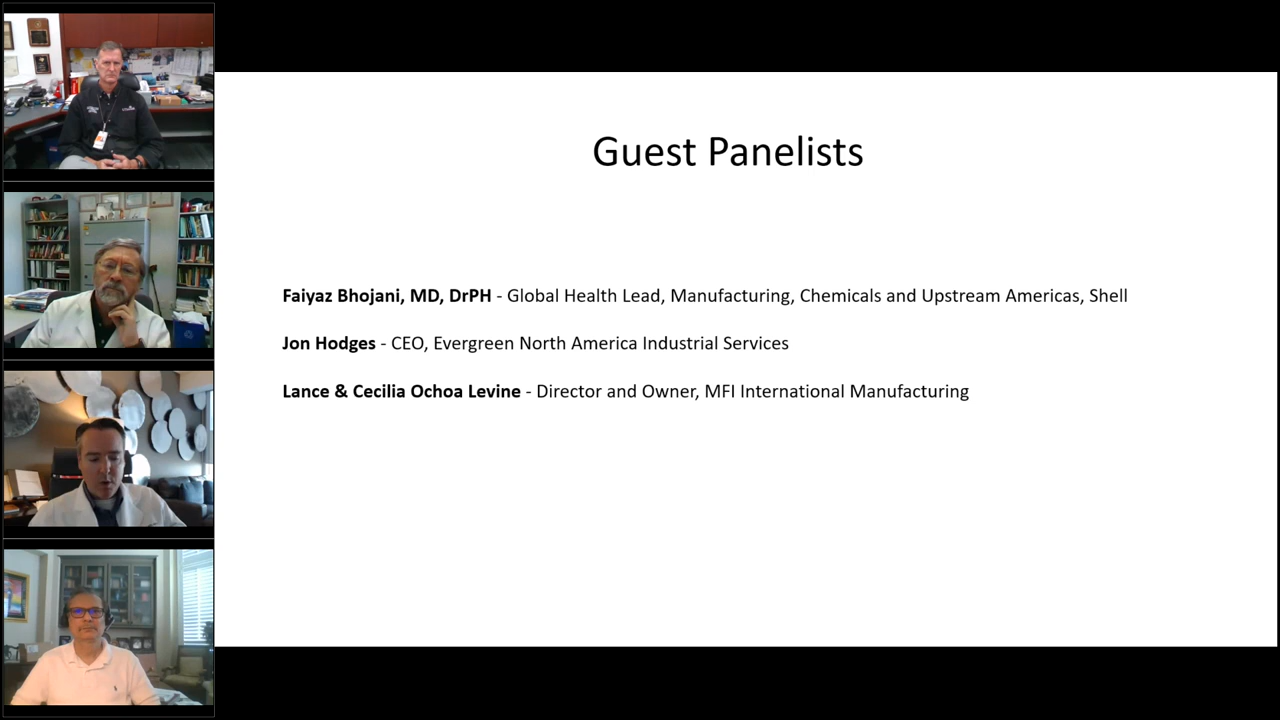 Guest Panelists
Faiyaz Bhojani, MD, DrPH - Global Health Lead, Manufacturing, Chemicals and Upstream Americas, Shell
Jon Hodges - CEO, Evergreen North America Industrial Services
Lance & Cecilia Ochoa Levine - Director and Owner, MFI International Manufacturing